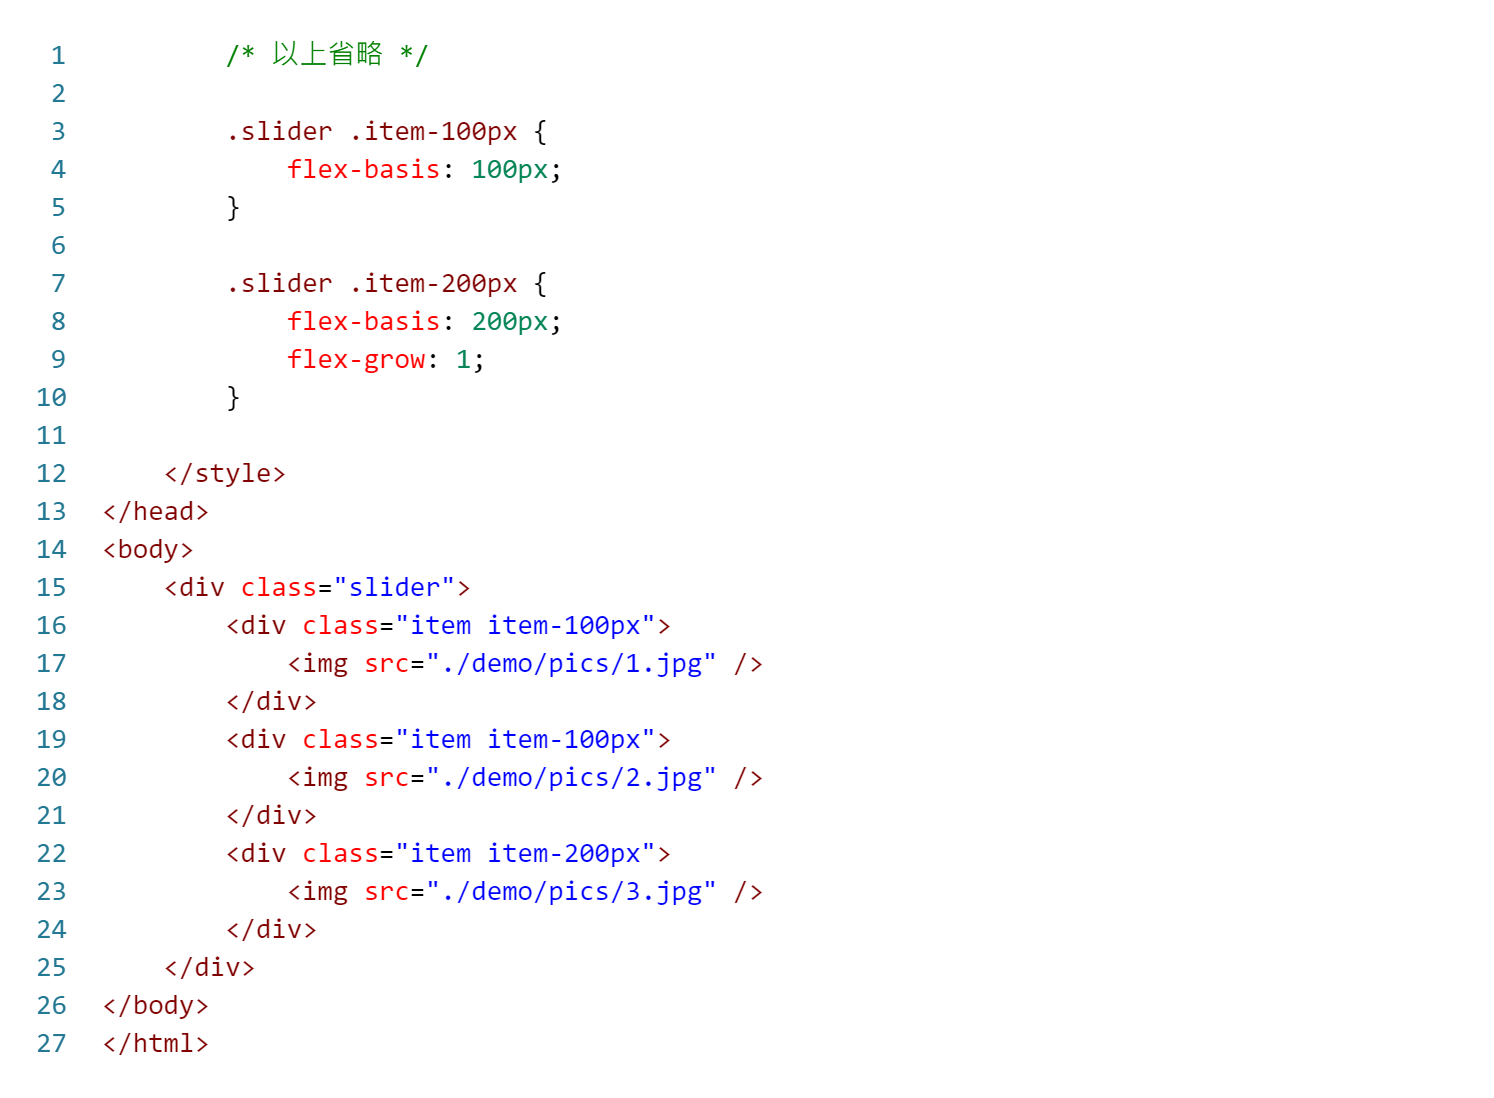 1          /* 以上省略 */
2
3          .slider .item-100px {
4              flex-basis: 100px;
5          }
6
7          .slider .item-200px {
8              flex-basis: 200px;
9              flex-grow: 1;
10         }
11
12     </style>
13 </head>
14 <body>
15     <div class="slider">
16         <div class="item item-100px">
17             <img src="./demo/pics/1.jpg" />
18         </div>
19         <div class="item item-100px">
20             <img src="./demo/pics/2.jpg" />
21         </div>
22         <div class="item item-200px">
23             <img src="./demo/pics/3.jpg" />
24         </div>
25     </div>
26 </body>
27 </html>